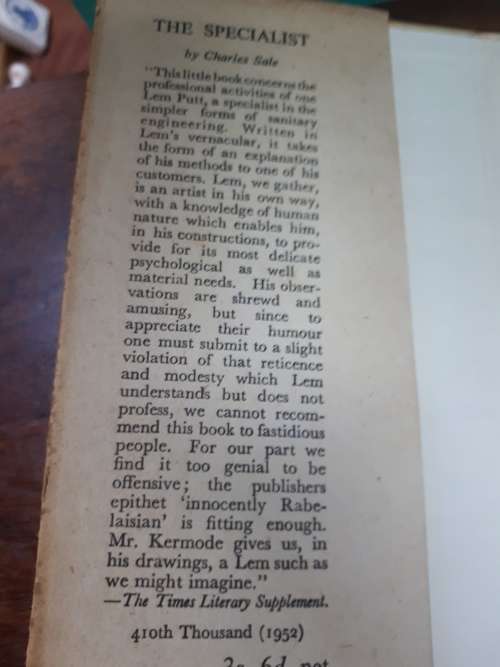 THE SPECIALIST
by Charles Sale
"This little book concerns the
professional activities of one
Lem Putt, a specialist in the
simpler forms of sanitary
engineering. Written in
Lem's vernacular, it takes
the form of an explanation
of his methods to one of his
customers. Lem, we gather,
is an artist in his own way,
with a knowledge of human
nature which enables him,
in his constructions, to pro-
vide for its most delicate
psychological as well as
material needs. His obser-
vations are shrewd and
amusing, but since to
appreciate their humour
one must submit to a slight
violation of that reticence
and modesty which Lem
understands but does not
profess, we cannot recom-
mend this book to fastidious
people. For our part we
find it too genial to be
offensive; the publishers
epithet 'innocently Rabe-
laisian' is fitting enough.
Mr. Kermode gives us, in
his drawings, a Lem such as
we might imagine."
—The Times Literary Supplement.
410th Thousand (1952)
2s. 6d. net